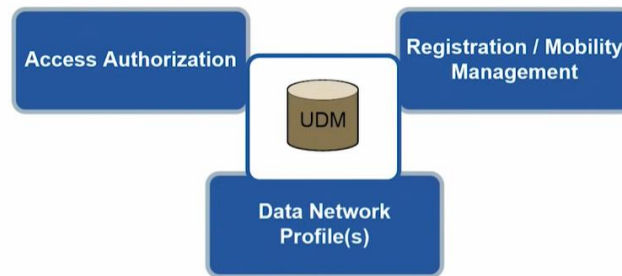 Access Authorization
Registration / Mobility
Management
UDM
Data Network
Profile(s)